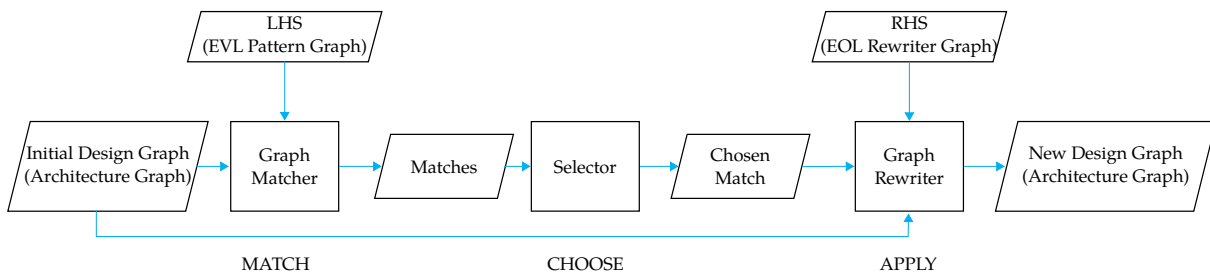 LHS
(EVL Pattern Graph)
RHS
(EOL Rewriter Graph)
Initial Design Graph
(Architecture Graph)
Graph
Matcher
Matches
Selector
Chosen
Match
Graph
Rewriter
New Design Graph
(Architecture Graph)
MATCH
CHOOSE
APPLY